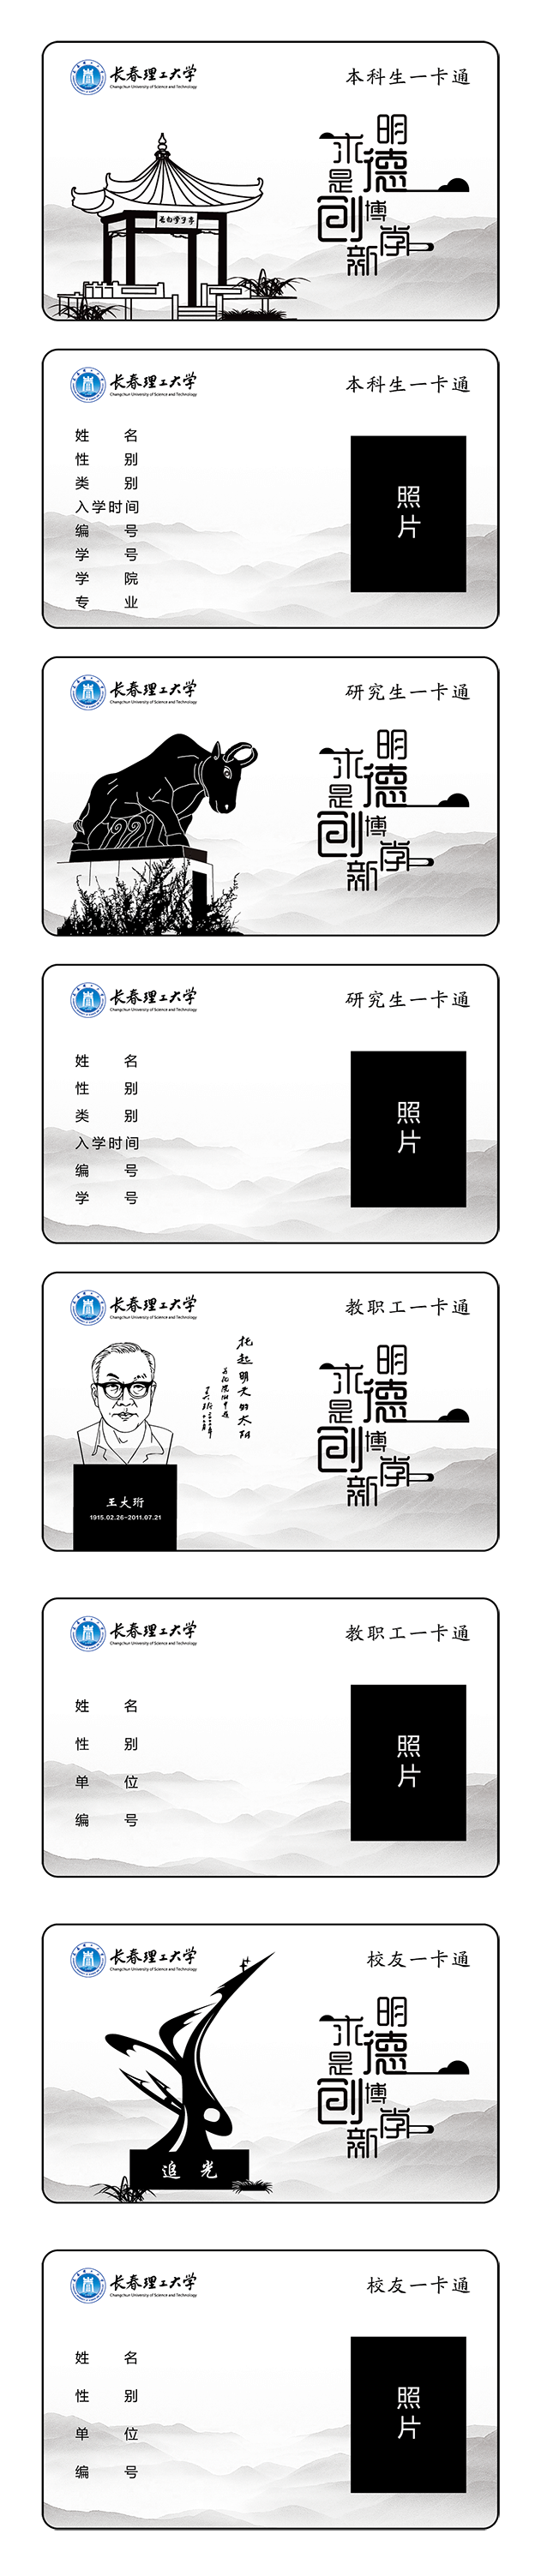 长春理工大学
Changchun University of Science and Technology
本科生一卡通
明德
求是
博学
创新
长春理工大学
Changchun University of Science and Technology
本科生一卡通
姓名
性别
类别
入学时间
编号
学号
学院
专业
照片
长春理工大学
Changchun University of Science and Technology
研究生一卡通
明德
求是
博学
创新
长春理工大学
Changchun University of Science and Technology
研究生一卡通
姓名
性别
类别
入学时间
编号
学号
照片
长春理工大学
Changchun University of Science and Technology
教职工一卡通
托起明天的太阳
王大珩
1915.02.26-2011.07.21
明德
求是
博学
创新
长春理工大学
Changchun University of Science and Technology
教职工一卡通
姓名
性别
单位
编号
照片
长春理工大学
Changchun University of Science and Technology
校友一卡通
追光
明德
求是
博学
创新
长春理工大学
Changchun University of Science and Technology
校友一卡通
姓名
性别
单位
编号
照片